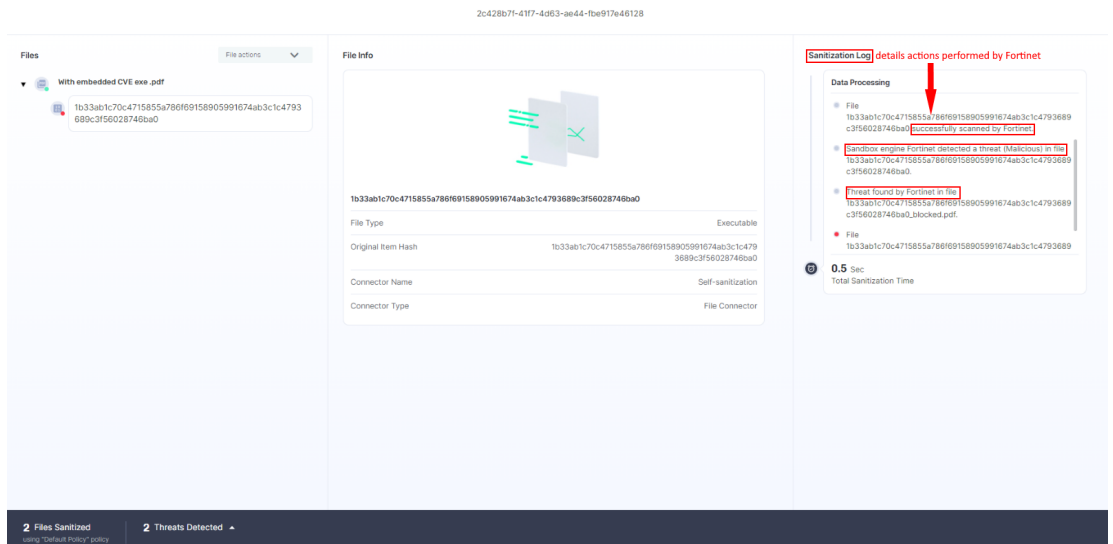 2c428b7f-41f7-4d63-ae44-fbe917e46128
Files
File actions
With embedded CVE exe .pdf
1b33ab1c70c4715855a786f69158905991674ab3c1c4793
689c3f56028746ba0
File Info
1b33ab1c70c4715855a786f69158905991674ab3c1c4793689c3f56028746ba0
File Type Executable
Original Item Hash 1b33ab1c70c4715855a786f69158905991674ab3c1c479
3689c3f56028746ba0
Connector Name Self-sanitization
Connector Type File Connector
Sanitization Log details actions performed by Fortinet
Data Processing
File
1b33ab1c70c4715855a786f69158905991674ab3c1c4793689
c3f56028746ba0 successfully scanned by Fortinet.
Sandbox engine Fortinet detected a threat (Malicious) in file
1b33ab1c70c4715855a786f69158905991674ab3c1c4793689
c3f56028746ba0.
Threat found by Fortinet in file
1b33ab1c70c4715855a786f69158905991674ab3c1c4793689
c3f56028746ba0_blocked.pdf.
File
1b33ab1c70c4715855a786f69158905991674ab3c1c4793689
0.5 Sec
Total Sanitization Time
2 Files Sanitized
using "Default Policy" policy
2 Threats Detected